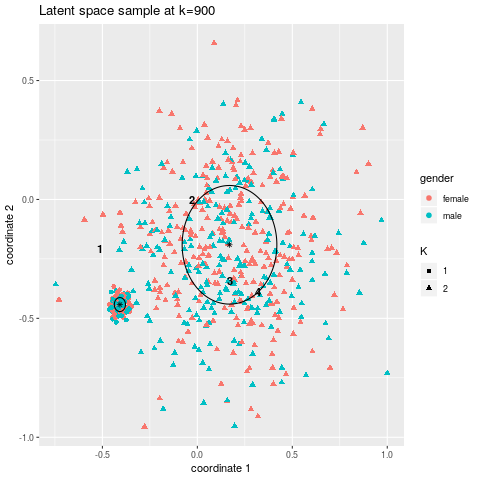 Latent space sample at k=900
coordinate 2
0.5
0.0
-0.5
-1.0
1
2
3
4
-0.5
0.0
0.5
1.0
coordinate 1
gender
female
male
K
1
2